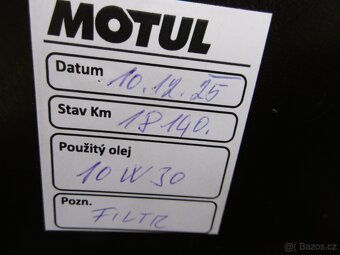 MOTUL
Datum
10.12.25
Stav Km
18140.
Použitý olej
10W30
Pozn.
FILTR
Bazos.cz